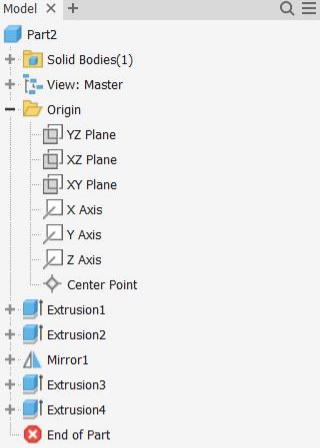 Model
Part2
Solid Bodies(1)
View: Master
Origin
YZ Plane
XZ Plane
XY Plane
X Axis
Y Axis
Z Axis
Center Point
Extrusion1
Extrusion2
Mirror1
Extrusion3
Extrusion4
End of Part